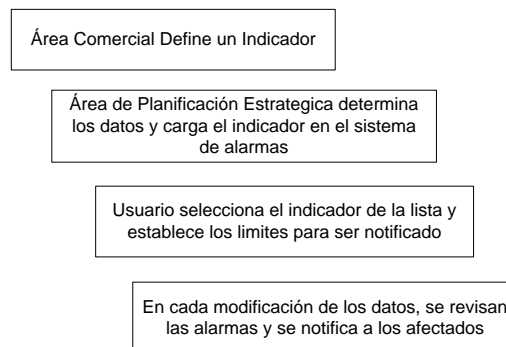 Área Comercial Define un Indicador
Área de Planificación Estrategica determina
los datos y carga el indicador en el sistema
de alarmas
Usuario selecciona el indicador de la lista y
establece los limites para ser notificado
En cada modificación de los datos, se revisan
las alarmas y se notifica a los afectados